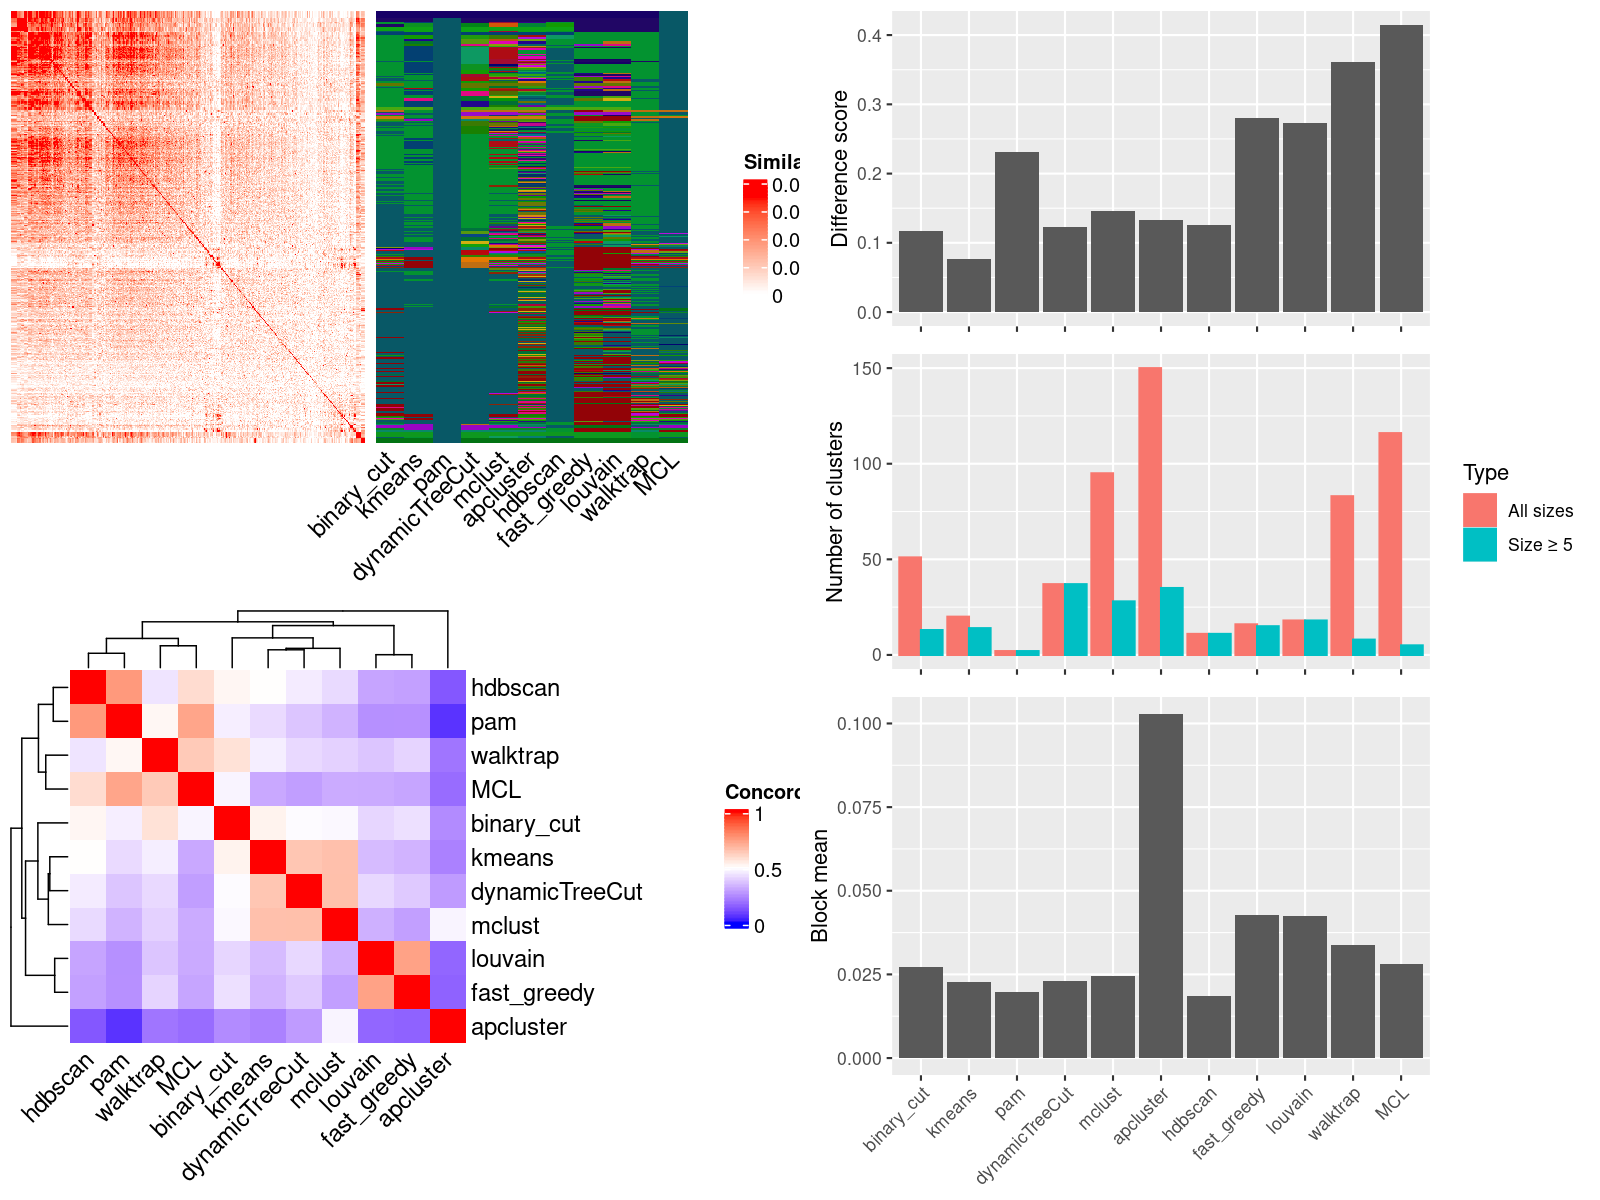 Simila
0.0
0.0
0.0
0.0
0
binary_cut
kmeans
pam
dynamicTreeCut
mclust
apcluster
hdbscan
fast_greedy
louvain
walktrap
MCL
hdbscan
pam
walktrap
MCL
binary_cut
kmeans
dynamicTreeCut
mclust
louvain
fast_greedy
apcluster
hdbscan
pam
walktrap
MCL
binary_cut
kmeans
dynamicTreeCut
mclust
louvain
fast_greedy
apcluster
Concord
1
0.5
0
Difference score
0.4
0.3
0.2
0.1
0.0
Number of clusters
150
100
50
0
Type
All sizes
Size ≥ 5
Block mean
0.100
0.075
0.050
0.025
0.000
binary_cut
kmeans
pam
dynamicTreeCut
mclust
apcluster
hdbscan
fast_greedy
louvain
walktrap
MCL